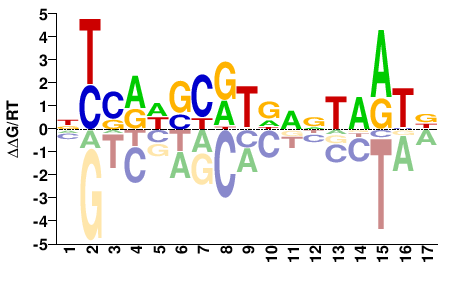 ΔΔG/RT
5
4
3
2
1
0
-1
-2
-3
-4
-5
T T C A A G C G T G A G T A A T G
C G G T C T A A G T
A G T T C C G T A A G C C A C T C C C T A A
1 2 3 4 5 6 7 8 9 10 11 12 13 14 15 16 17